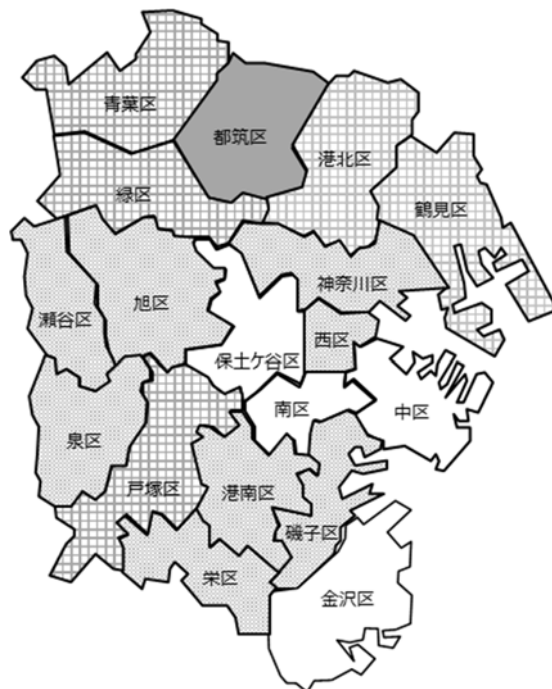 青葉区
都筑区
港北区
緑区
鶴見区
神奈川区
瀬谷区
旭区
西区
保土ケ谷区
南区
中区
泉区
戸塚区
港南区
磯子区
栄区
金沢区